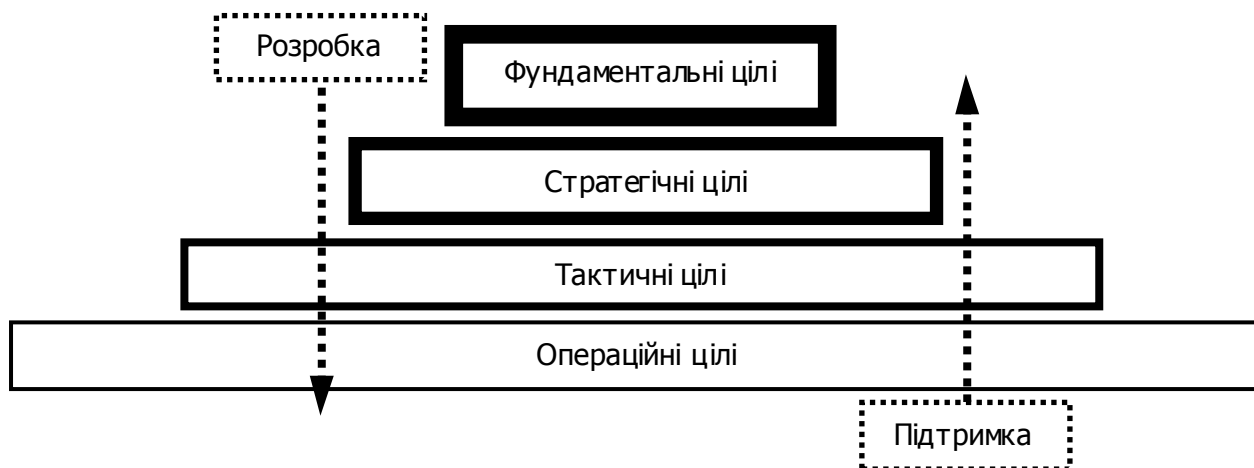 Розробка
Фундаментальні цілі
Стратегічні цілі
Тактичні цілі
Операційні цілі
Підтримка